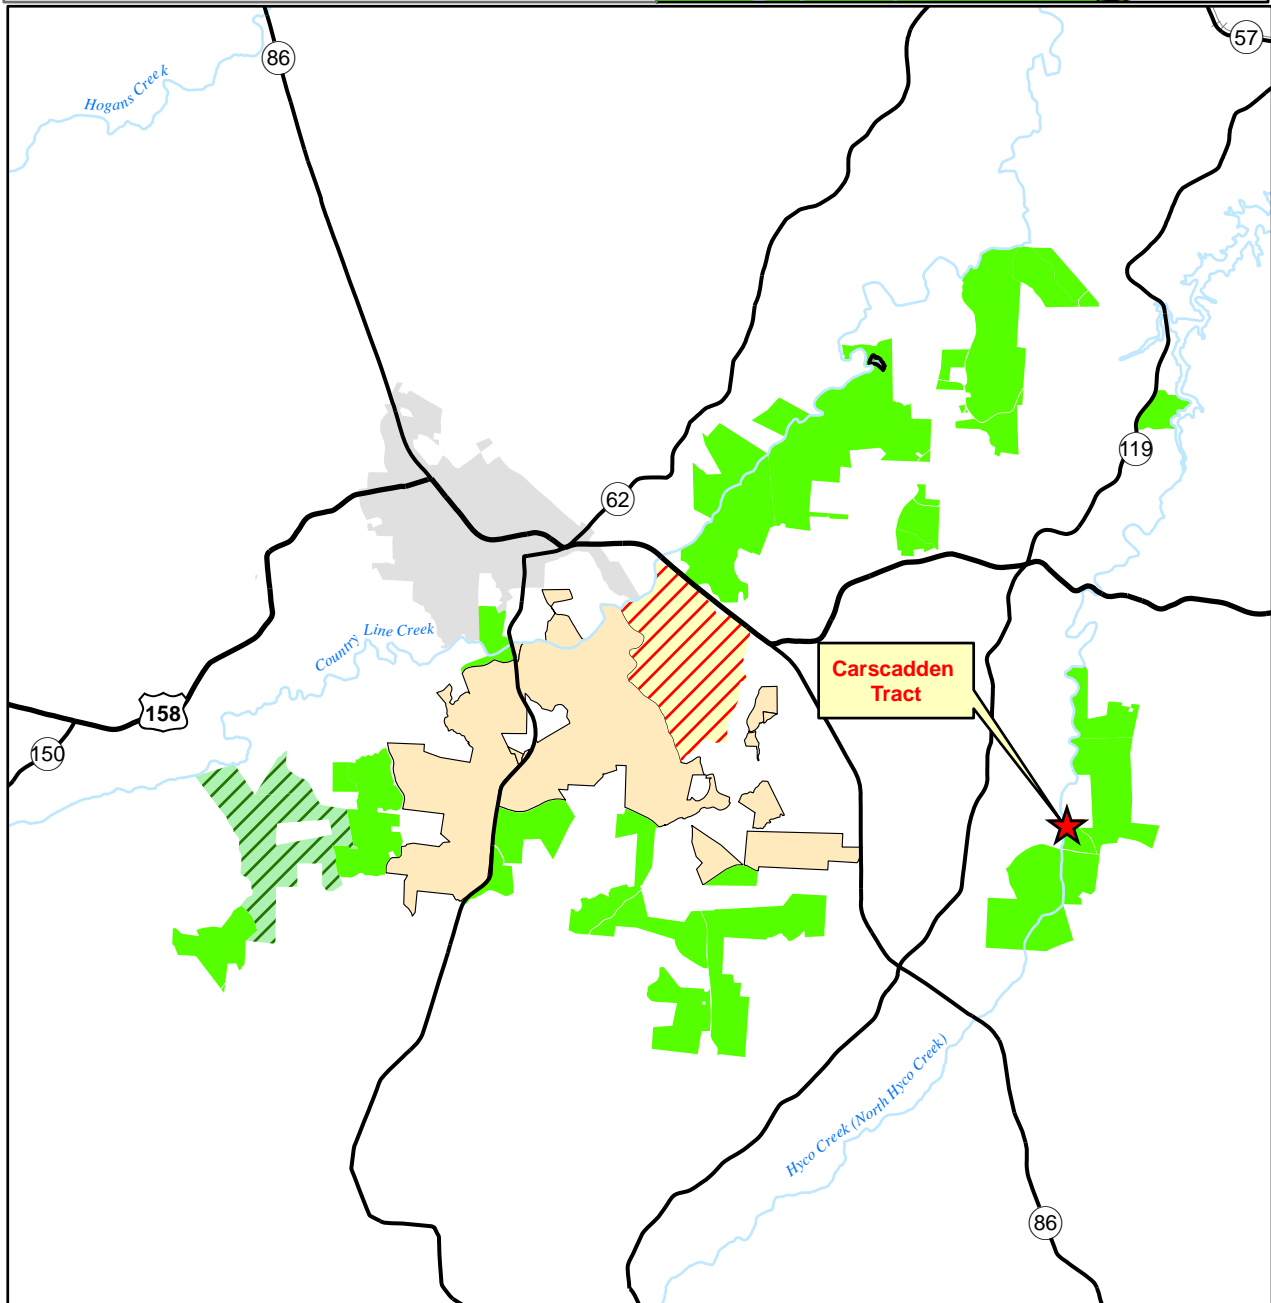 57
86
Hogans Creek
119
62
Country Line Creek
Carscadden
Tract
158
150
Hyco Creek (North Hyco Creek)
86